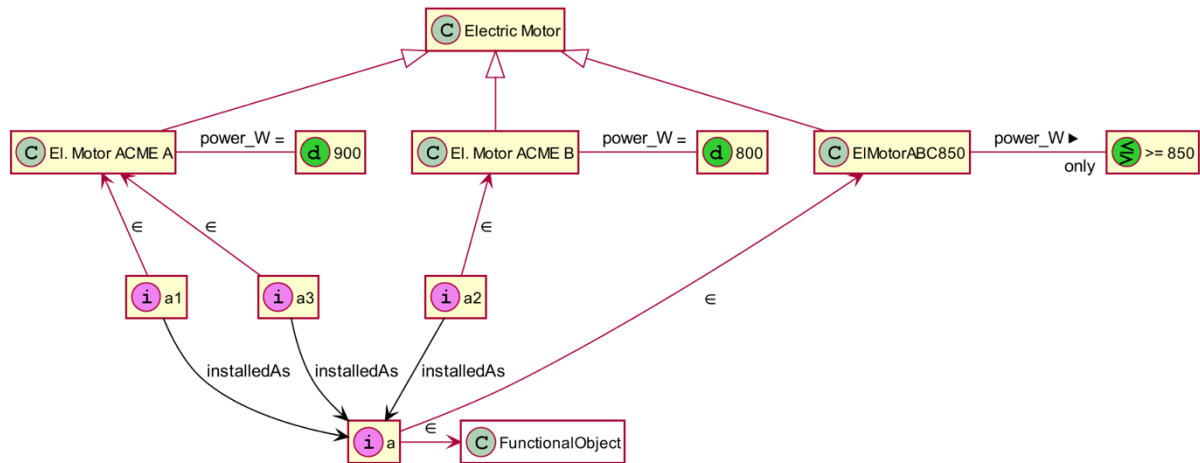 C Electric Motor
C El. Motor ACME A
power_W =
d 900
C El. Motor ACME B
power_W =
d 800
C ElMotorABC850
power_W ►
only
≤≥ >= 850
∈
∈
∈
∈
i a1
i a3
i a2
installedAs
installedAs
installedAs
i a
∈
C FunctionalObject